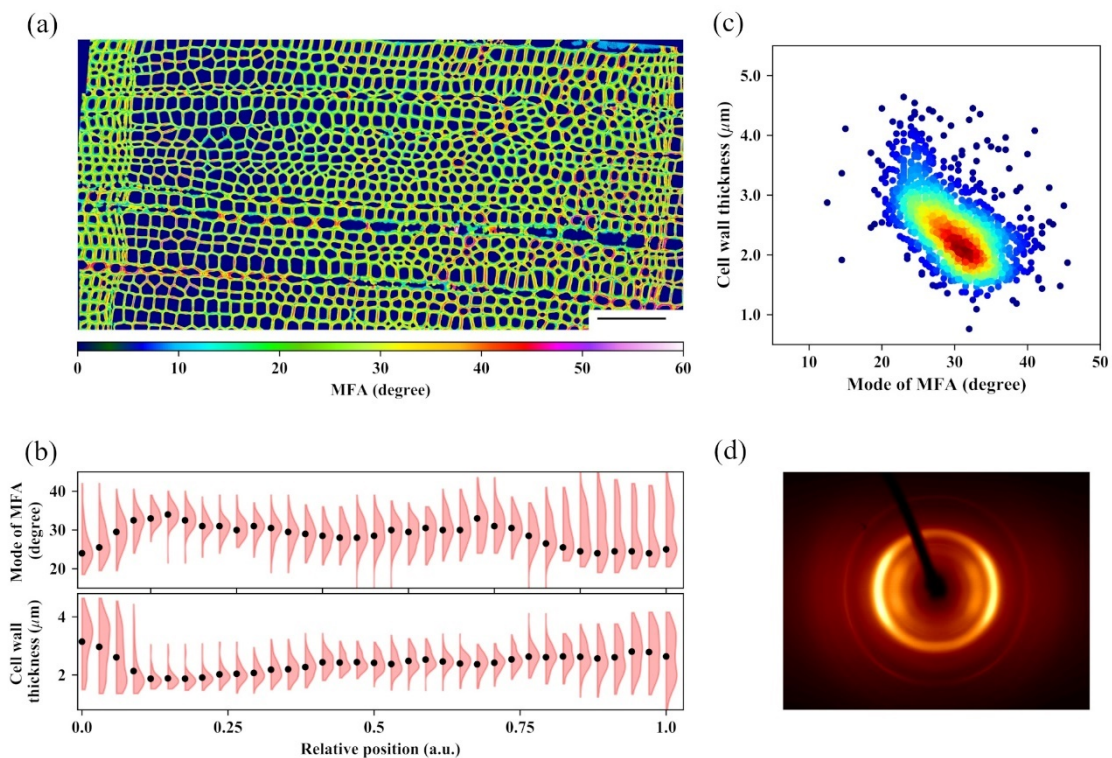 (a)
0 10 20 30 40 50 60
MFA (degree)
(c)
Cell wall thickness (μm)
5.0
4.0
3.0
2.0
1.0
10 20 30 40 50
Mode of MFA (degree)
(b)
Mode of MFA
(degree)
40
30
20
Cell wall
thickness (μm)
4
2
0.0 0.25 0.5 0.75 1.0
Relative position (a.u.)
(d)